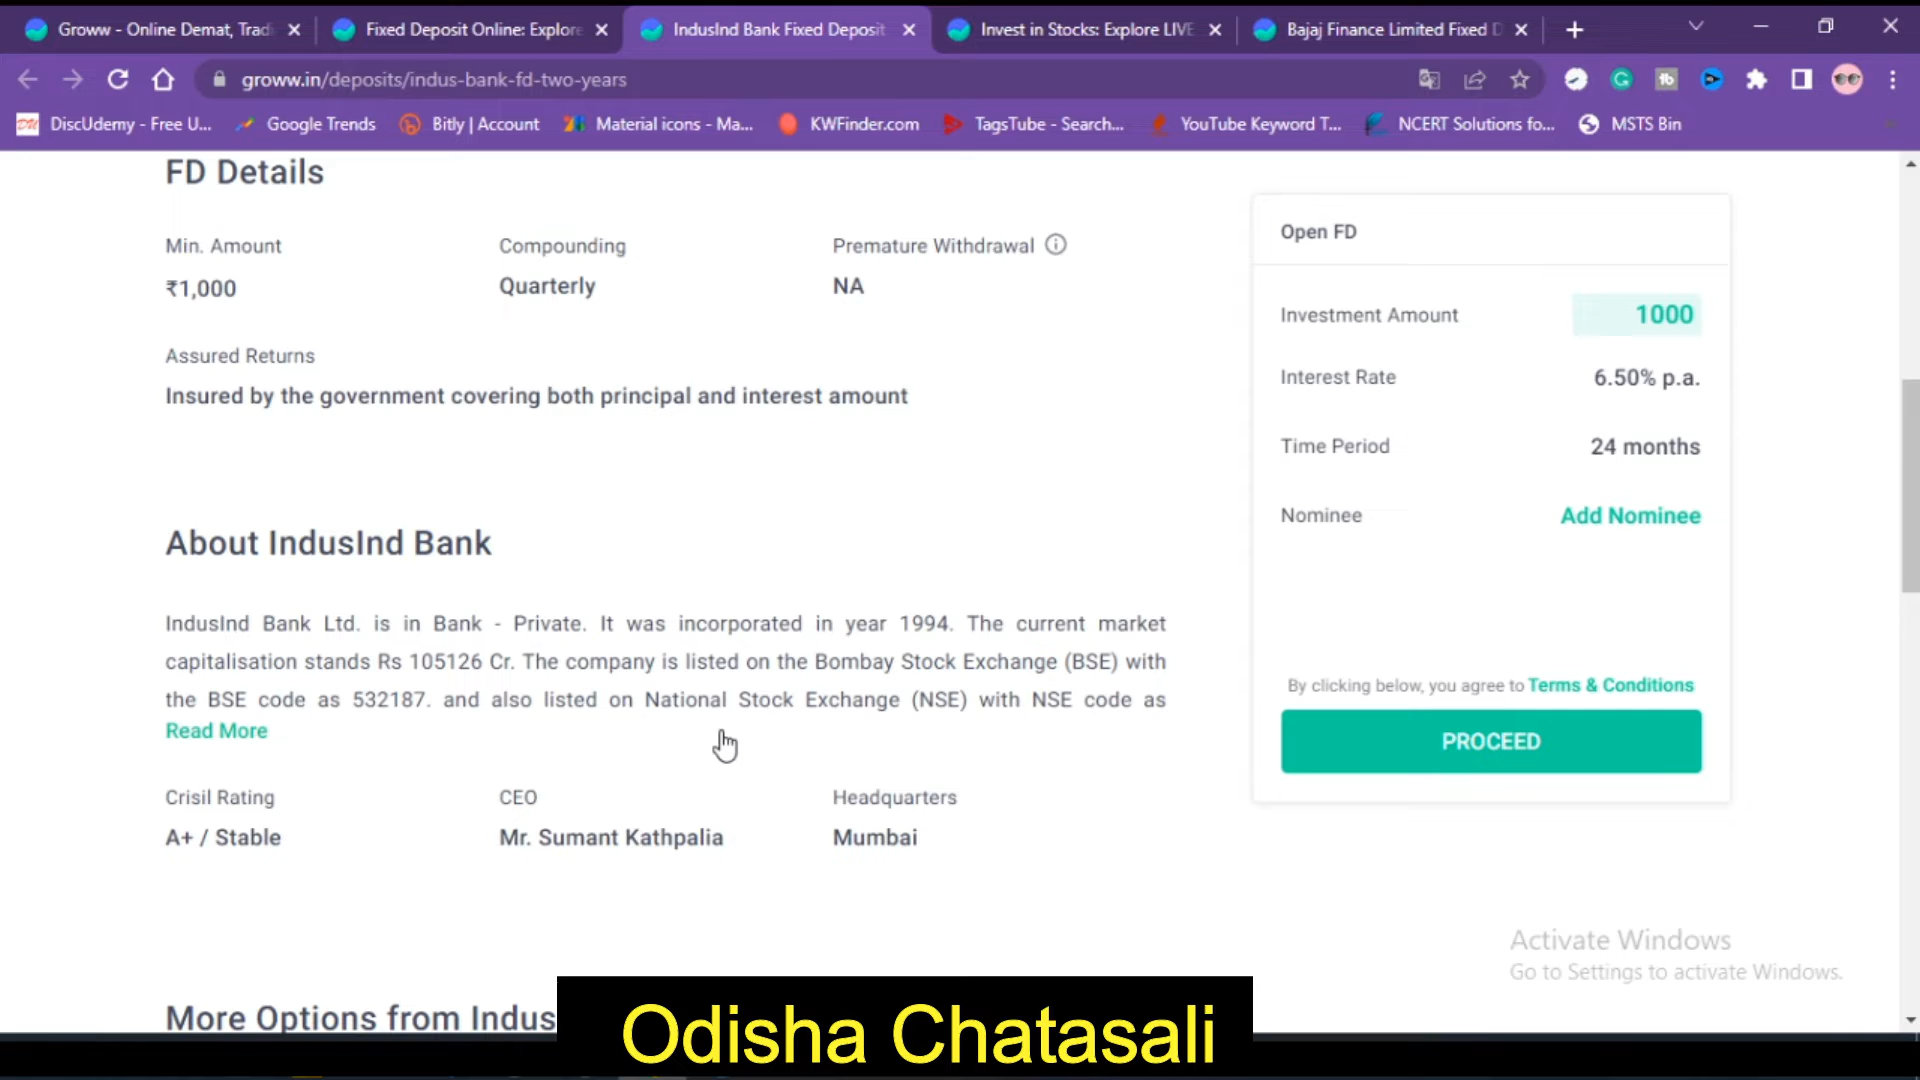 Groww - Online Demat, Tradi
Fixed Deposit Online: Explore
IndusInd Bank Fixed Deposit
Invest in Stocks: Explore LIVE
Bajaj Finance Limited Fixed D
groww.in/deposits/indus-bank-fd-two-years
DiscUdemy - Free U...
Google Trends
Bitly | Account
Material icons - Ma...
KWFinder.com
TagsTube - Search...
YouTube Keyword T...
NCERT Solutions fo...
MSTS Bin
FD Details
Min. Amount
Compounding
Premature Withdrawal
₹1,000
Quarterly
NA
Assured Returns
Insured by the government covering both principal and interest amount
About IndusInd Bank
IndusInd Bank Ltd. is in Bank - Private. It was incorporated in year 1994. The current market
capitalisation stands Rs 105126 Cr. The company is listed on the Bombay Stock Exchange (BSE) with
the BSE code as 532187. and also listed on National Stock Exchange (NSE) with NSE code as
Read More
Crisil Rating
CEO
Headquarters
A+ / Stable
Mr. Sumant Kathpalia
Mumbai
More Options from Indus
Open FD
Investment Amount 1000
Interest Rate 6.50% p.a.
Time Period 24 months
Nominee Add Nominee
By clicking below, you agree to Terms & Conditions
PROCEED
Activate Windows
Go to Settings to activate Windows.
Odisha Chatasali